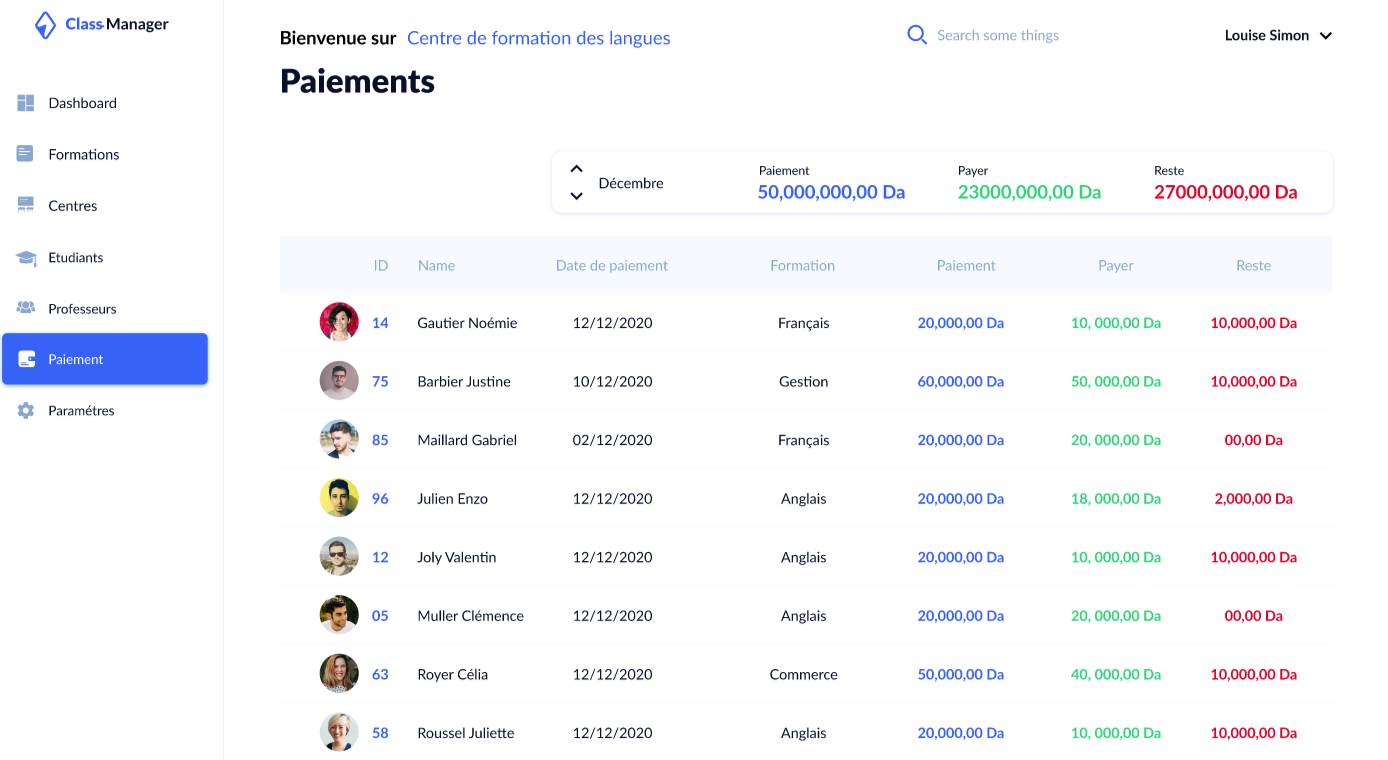 Class-Manager
Bienvenue sur Centre de formation des langues
Search some things
Louise Simon
Paiements
Dashboard
Formations
Centres
Etudiants
Professeurs
Paiement
Paramétres
Décembre
Paiement
50,000,000,00 Da
Payer
23000,000,00 Da
Reste
27000,000,00 Da
ID Name Date de paiement Formation Paiement Payer Reste
14 Gautier Noémie 12/12/2020 Français 20,000,00 Da 10, 000,00 Da 10,000,00 Da
75 Barbier Justine 10/12/2020 Gestion 60,000,00 Da 50, 000,00 Da 10,000,00 Da
85 Maillard Gabriel 02/12/2020 Français 20,000,00 Da 20, 000,00 Da 00,00 Da
96 Julien Enzo 12/12/2020 Anglais 20,000,00 Da 18, 000,00 Da 2,000,00 Da
12 Joly Valentin 12/12/2020 Anglais 20,000,00 Da 10, 000,00 Da 10,000,00 Da
05 Muller Clémence 12/12/2020 Anglais 20,000,00 Da 20, 000,00 Da 00,00 Da
63 Royer Célia 12/12/2020 Commerce 50,000,00 Da 40, 000,00 Da 10,000,00 Da
58 Roussel Juliette 12/12/2020 Anglais 20,000,00 Da 10, 000,00 Da 10,000,00 Da